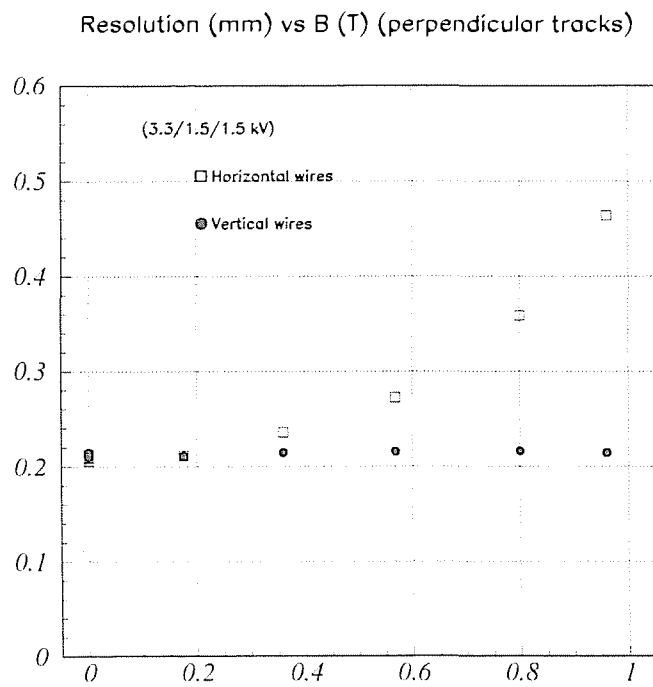 Resolution (mm) vs B (T) (perpendicular tracks)
0.6
(3.3/1.5/1.5 kV)
0.5
Horizontal wires
Vertical wires
0.4
0.3
0.2
0.1
0
0 0.2 0.4 0.6 0.8 1